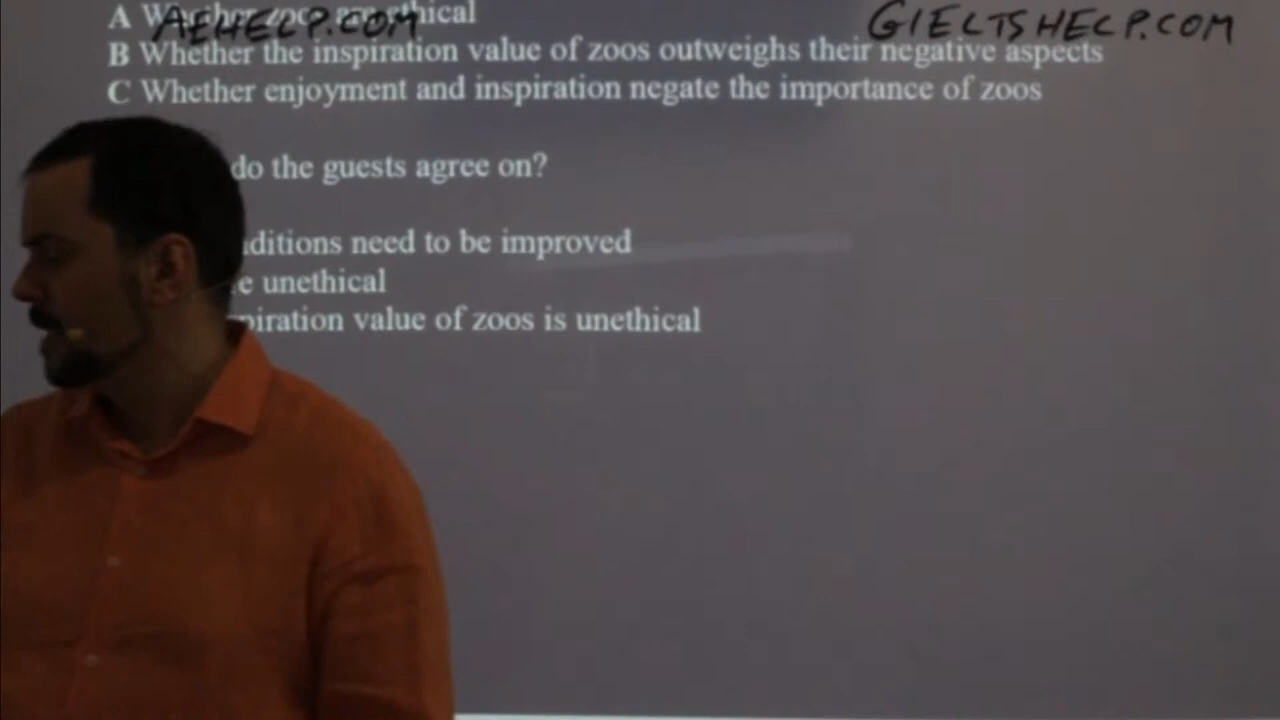 AEHELP.COM GIELTSHELP.COM
A Whether zoos are ethical
B Whether the inspiration value of zoos outweighs their negative aspects
C Whether enjoyment and inspiration negate the importance of zoos
do the guests agree on?
ditions need to be improved
e unethical
piration value of zoos is unethical